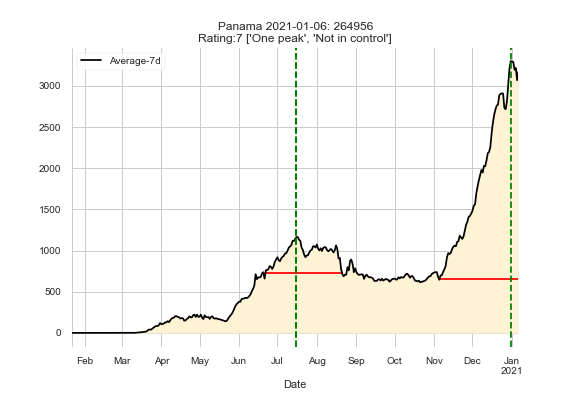 Panama 2021-01-06: 264956
Rating:7 ['One peak', 'Not in control']
Average-7d
3000
2500
2000
1500
1000
500
0
Feb Mar Apr May Jun Jul Aug Sep Oct Nov Dec Jan
2021
Date